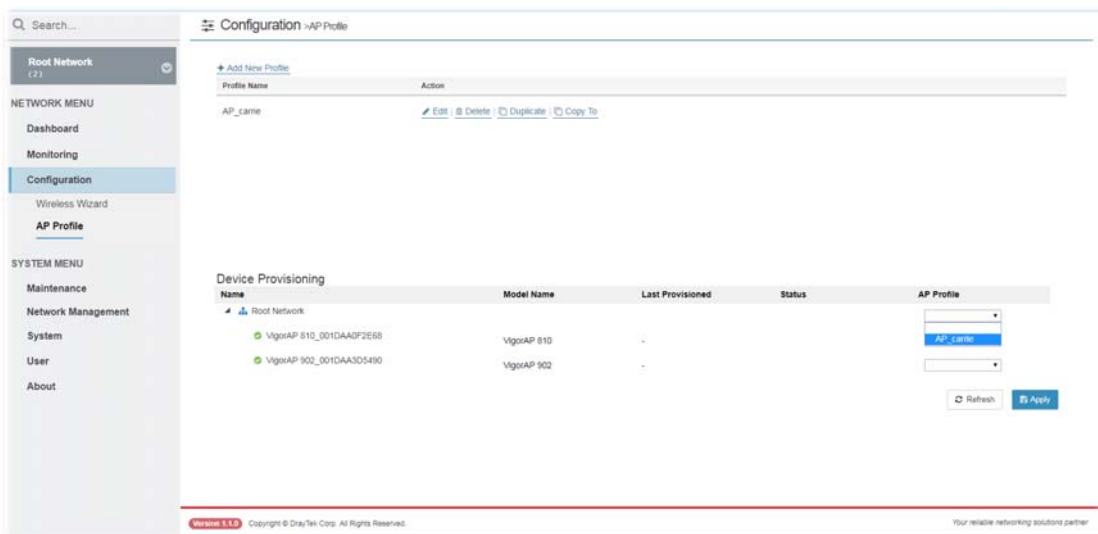 Search...
Configuration >AP Profile
Root Network
(2)
+ Add New Profile
Profile Name Action
AP_carrie Edit | Delete | Duplicate | Copy To
NETWORK MENU
Dashboard
Monitoring
Configuration
Wireless Wizard
AP Profile
SYSTEM MENU
Maintenance
Network Management
System
User
About
Device Provisioning
Name Model Name Last Provisioned Status AP Profile
Root Network
AP_carrie
VigorAP 810_001DAA0F2E68 VigorAP 810 -
VigorAP 902_001DAA3D5490 VigorAP 902 -
Refresh Apply
Version 1.1.0 Copyright © DrayTek Corp. All Rights Reserved. Your reliable networking solutions partner